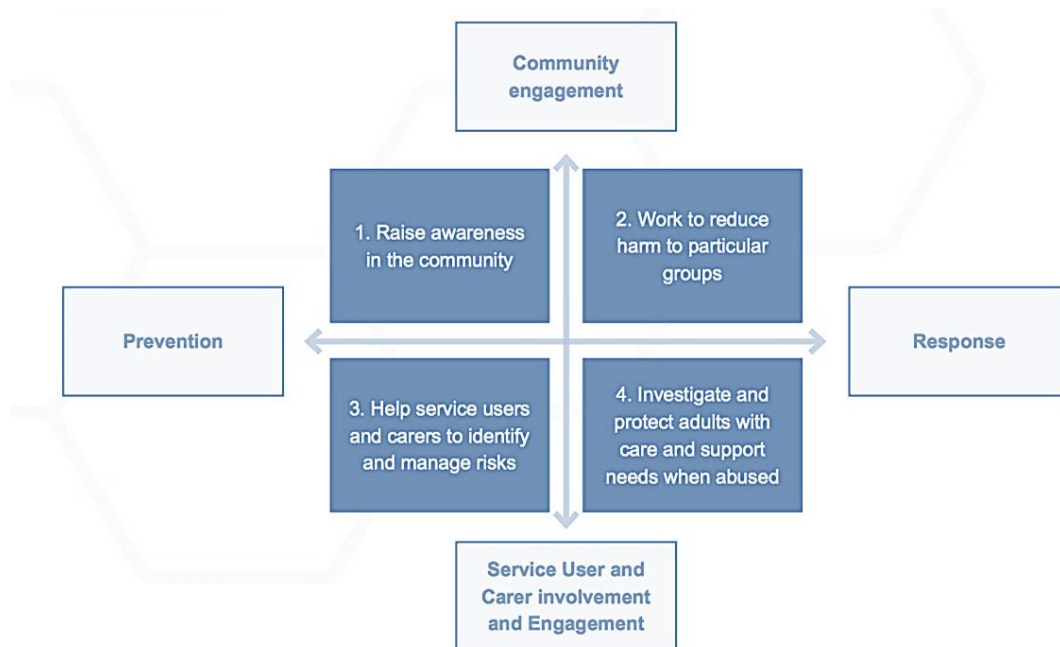 Community
engagement
1. Raise awareness
in the community
2. Work to reduce
harm to particular
groups
Prevention
Response
3. Help service users
and carers to identify
and manage risks
4. Investigate and
protect adults with
care and support
needs when abused
Service User and
Carer involvement
and Engagement